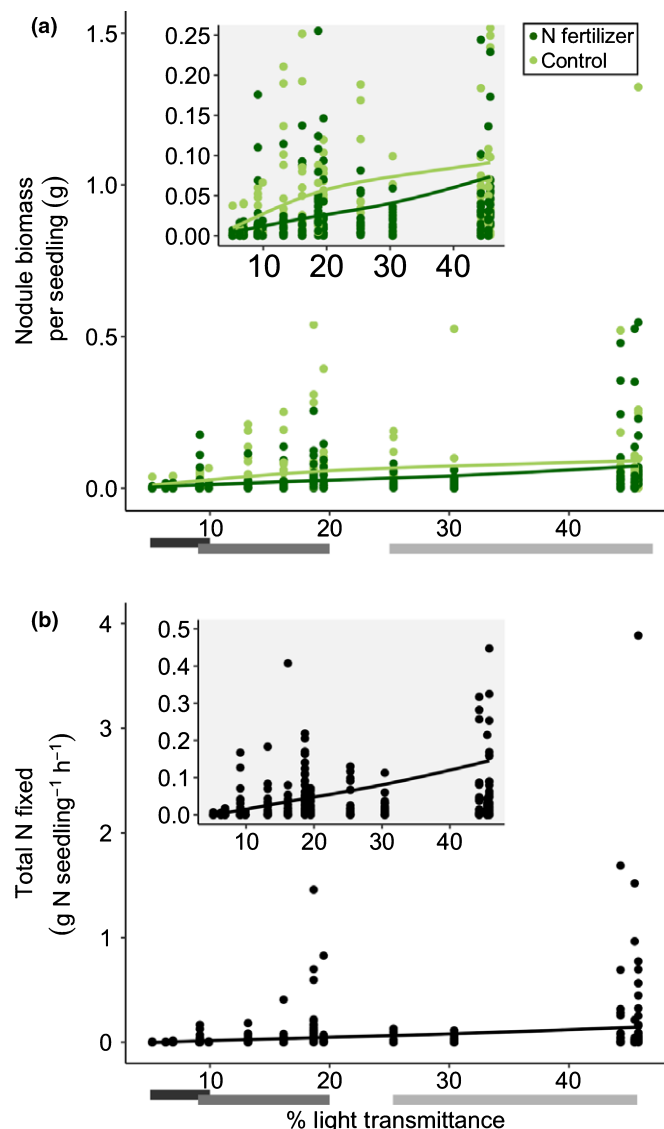 (a)
N fertilizer
Control
Nodule biomass
per seedling (g)
1.5
1.0
0.5
0.0
0.25
0.20
0.15
0.10
0.05
0.00
10 20 30 40
10 20 30 40
(b)
Total N fixed
(g N seedling⁻¹ h⁻¹)
4
3
2
1
0
0.5
0.4
0.3
0.2
0.1
0.0
10 20 30 40
10 20 30 40
% light transmittance